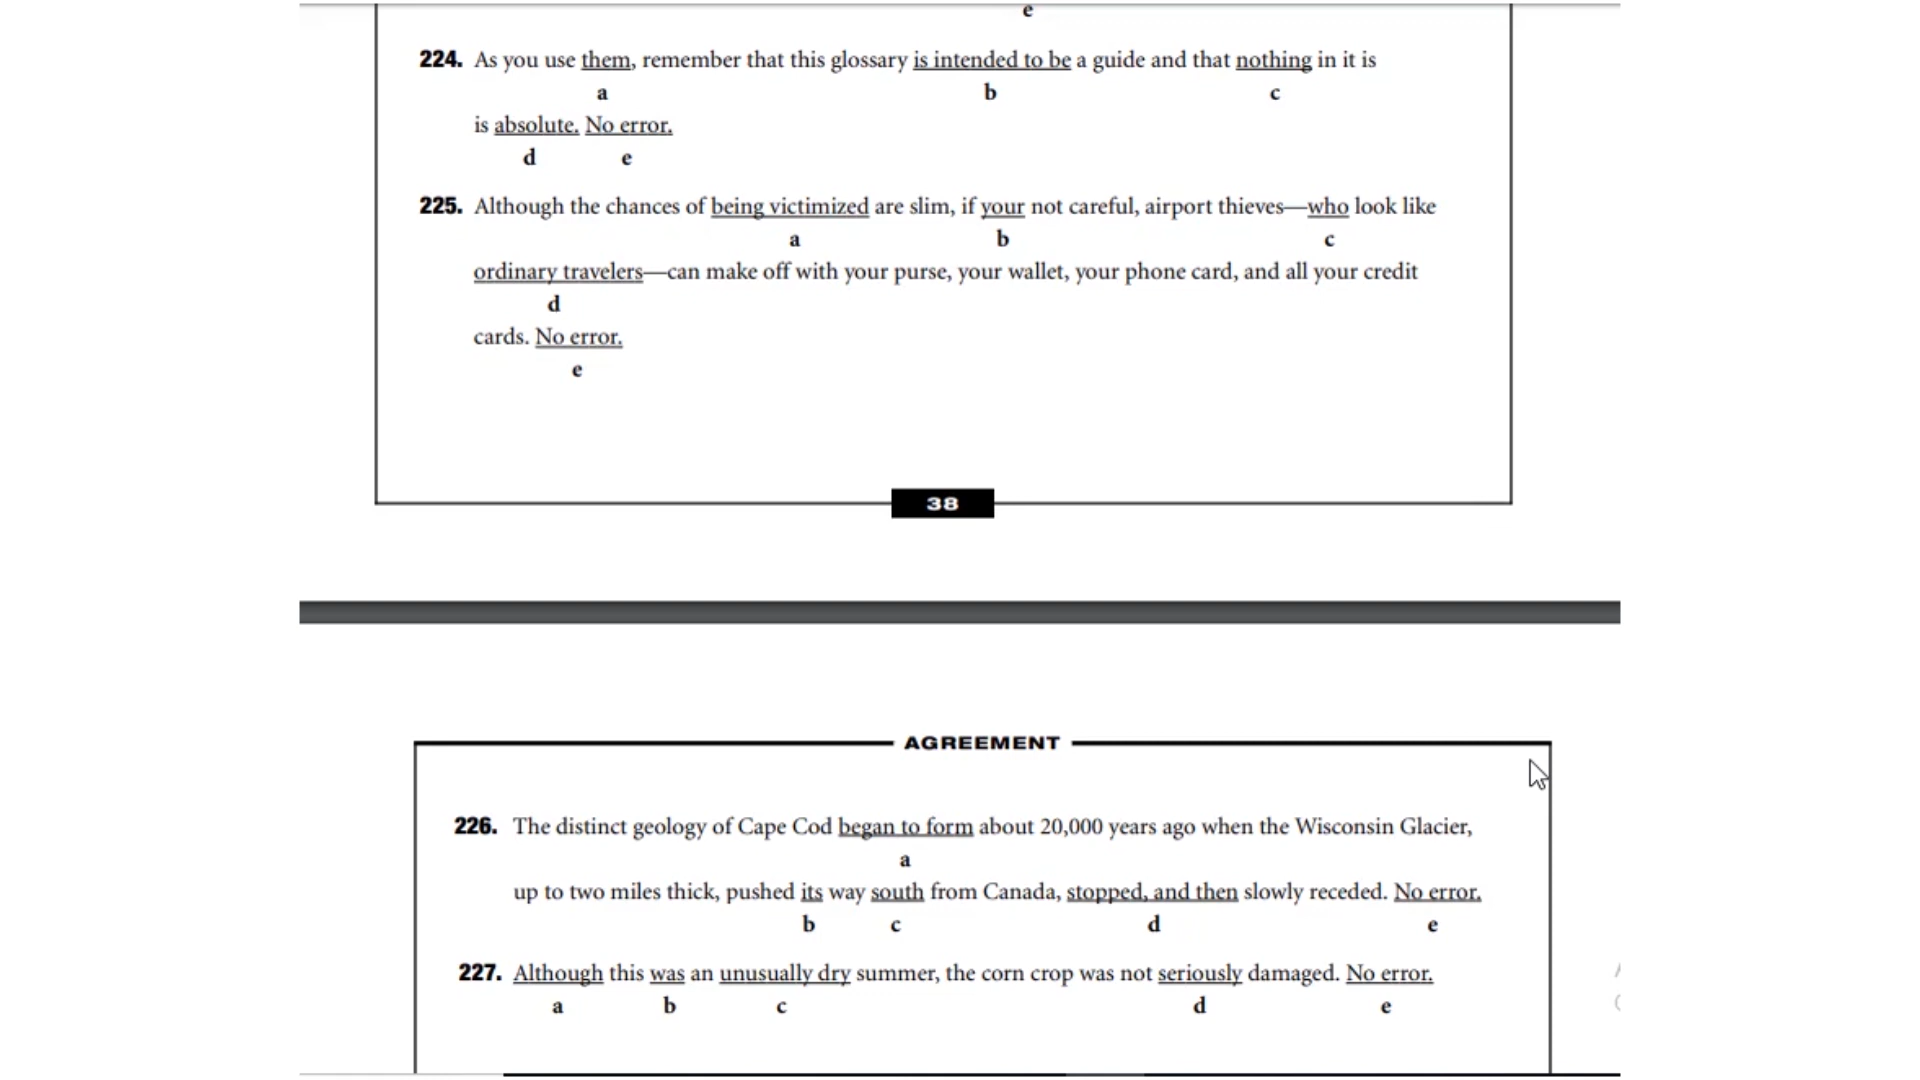 e
224. As you use them, remember that this glossary is intended to be a guide and that nothing in it is
a b c
is absolute. No error.
d e
225. Although the chances of being victimized are slim, if your not careful, airport thieves—who look like
a b c
ordinary travelers—can make off with your purse, your wallet, your phone card, and all your credit
d
cards. No error.
e
38
AGREEMENT
226. The distinct geology of Cape Cod began to form about 20,000 years ago when the Wisconsin Glacier,
a
up to two miles thick, pushed its way south from Canada, stopped, and then slowly receded. No error.
b c d e
227. Although this was an unusually dry summer, the corn crop was not seriously damaged. No error.
a b c d e